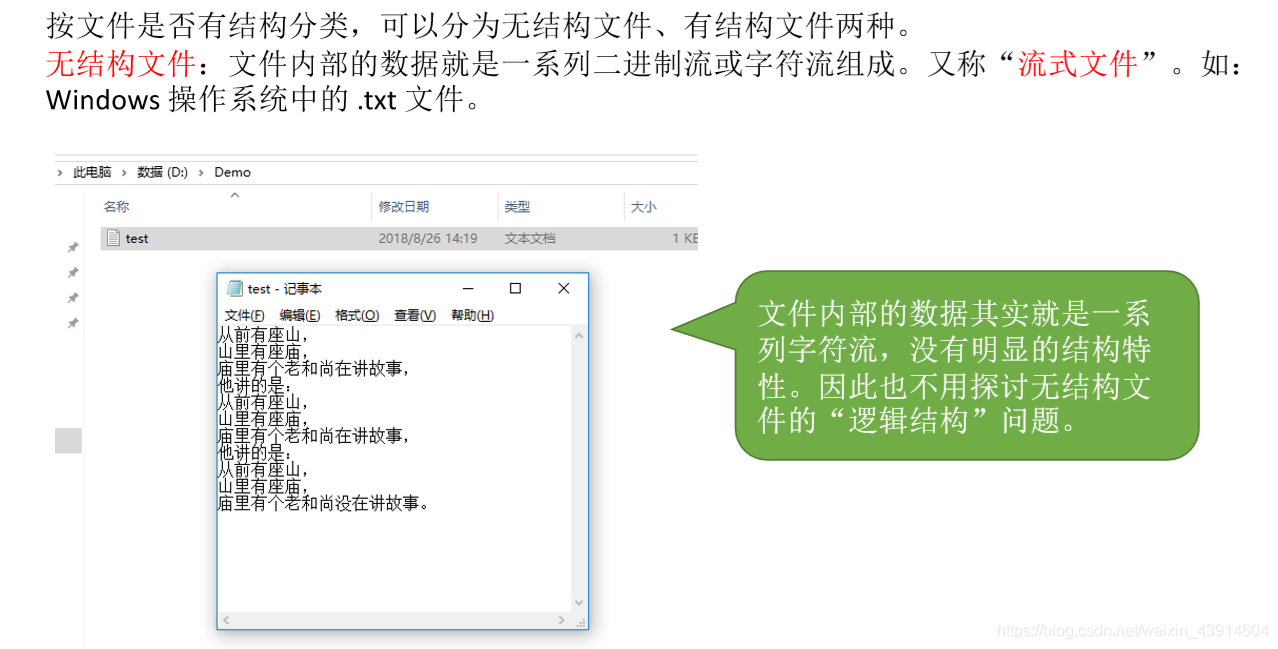 按文件是否有结构分类，可以分为无结构文件、有结构文件两种。
无结构文件：文件内部的数据就是一系列二进制流或字符流组成。又称“流式文件”。如：
Windows 操作系统中的 .txt 文件。
此电脑 > 数据 (D:) > Demo
名称 修改日期 类型 大小
test 2018/8/26 14:19 文本文档 1 KB
test - 记事本
文件(F) 编辑(E) 格式(O) 查看(V) 帮助(H)
从前有座山，
山里有座庙，
庙里有个老和尚在讲故事，
他讲的是：
从前有座山，
山里有座庙，
庙里有个老和尚在讲故事，
他讲的是：
从前有座山，
山里有座庙，
庙里有个老和尚没在讲故事。
文件内部的数据其实就是一系
列字符流，没有明显的结构特
性。因此也不用探讨无结构文
件的“逻辑结构”问题。
https://blog.csdn.net/weixin_43914604